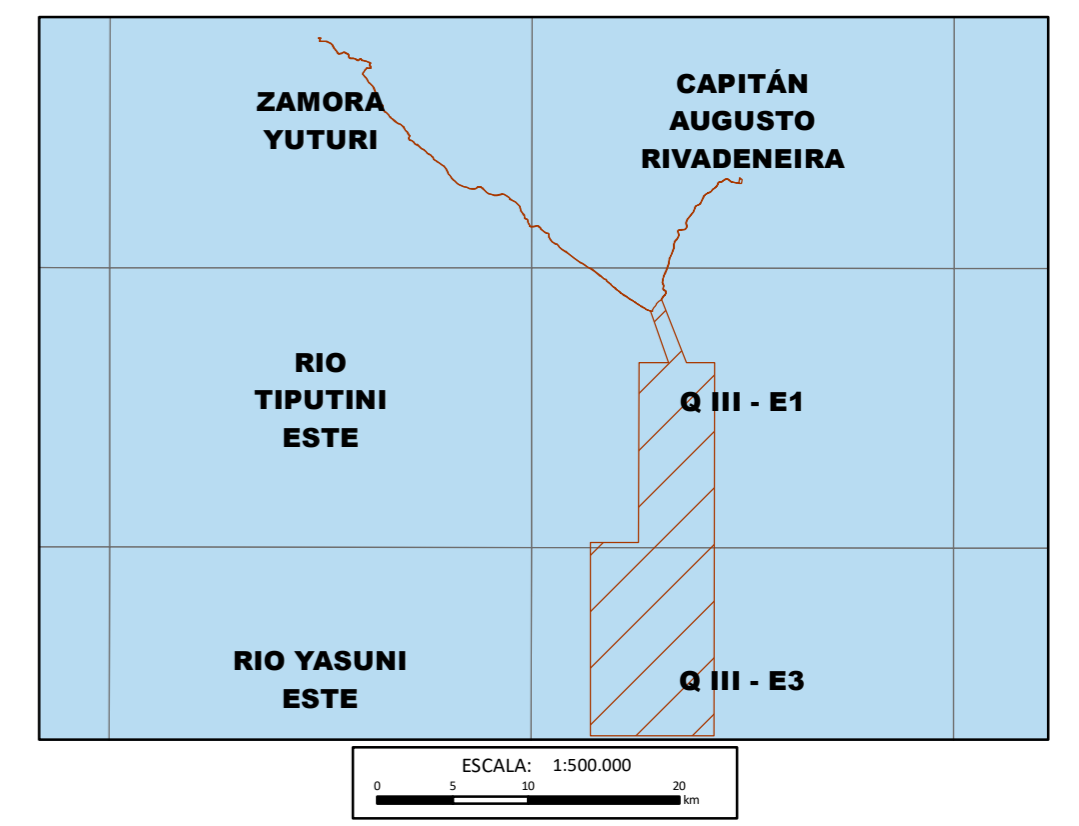 ZAMORA
YUTURI
CAPITÁN
AUGUSTO
RIVADENEIRA
RIO
TIPUTINI
ESTE
Q III - E1
RIO YASUNI
ESTE
Q III - E3
ESCALA: 1:500.000
0 5 10 20
km